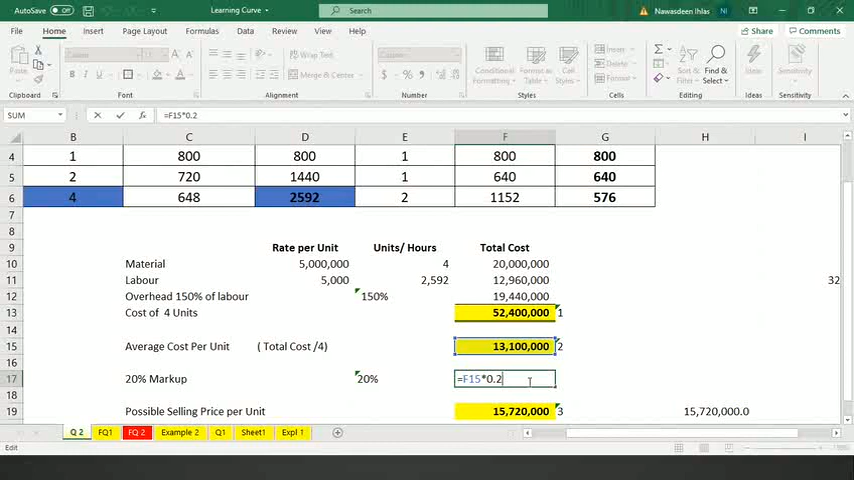 AutoSave Off Learning Curve Search Nawasdeen Ihlas NI
File Home Insert Draw Page Layout Formulas Data Review View Help Share Comments
Paste Wrap Text Merge & Center Conditional Formatting Format as Table Cell Styles Insert Delete Format Sort & Filter Find & Select Ideas Sensitivity
Clipboard Font Alignment Number Styles Cells Editing Ideas Sensitivity
SUM =F15*0.2
B C D E F G H I
4 1 800 800 1 800 800
5 2 720 1440 1 640 640
6 4 648 2592 2 1152 576
7
8
9 Rate per Unit Units/ Hours Total Cost
10 Material 5,000,000 4 20,000,000
11 Labour 5,000 2,592 12,960,000 32
12 Overhead 150% of labour 150% 19,440,000
13 Cost of 4 Units 52,400,000 1
14
15 Average Cost Per Unit ( Total Cost /4) 13,100,000 2
16
17 20% Markup 20% =F15*0.2
18
19 Possible Selling Price per Unit 15,720,000 3 15,720,000.0
Q 2 FQ1 FQ 2 Example 2 Q1 Sheet1 Expl 1
Edit